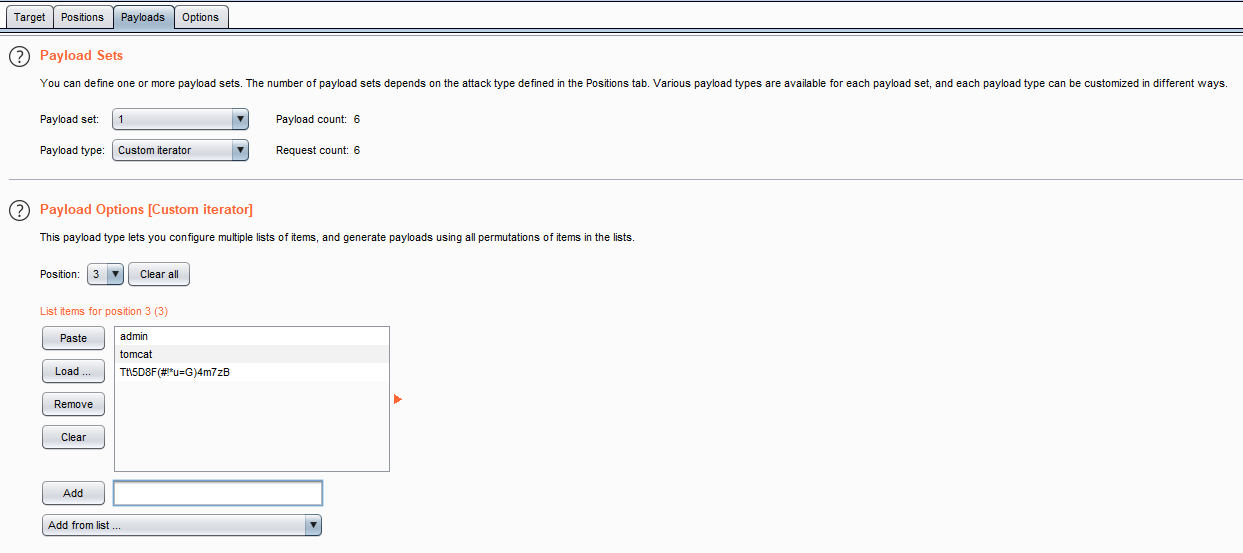 Target Positions Payloads Options
? Payload Sets
You can define one or more payload sets. The number of payload sets depends on the attack type defined in the Positions tab. Various payload types are available for each payload set, and each payload type can be customized in different ways.
Payload set: 1 Payload count: 6
Payload type: Custom iterator Request count: 6
? Payload Options [Custom iterator]
This payload type lets you configure multiple lists of items, and generate payloads using all permutations of items in the lists.
Position: 3 Clear all
List items for position 3 (3)
Paste admin
tomcat
Load ... Tt\5D8F(#!*u=G)4m7zB
Remove
Clear
Add
Add from list ...